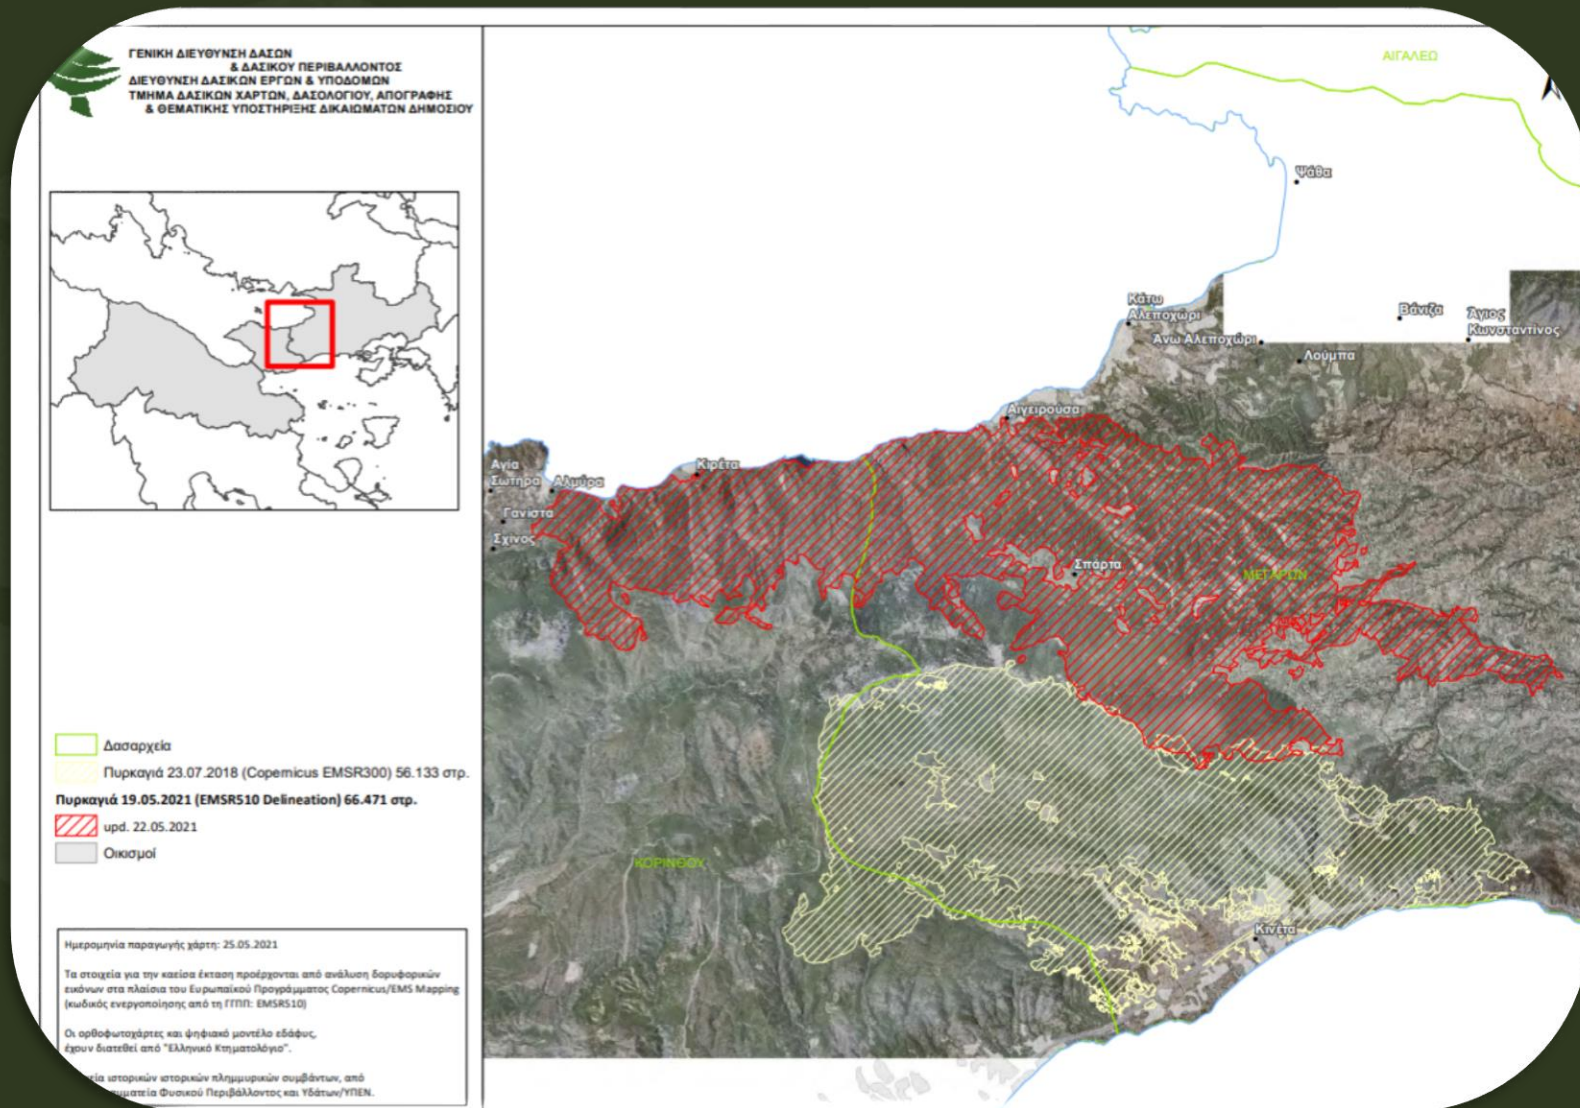 ΓΕΝΙΚΗ ΔΙΕΥΘΥΝΣΗ ΔΑΣΩΝ
& ΔΑΣΙΚΟΥ ΠΕΡΙΒΑΛΛΟΝΤΟΣ
ΔΙΕΥΘΥΝΣΗ ΔΑΣΙΚΩΝ ΕΡΓΩΝ & ΥΠΟΔΟΜΩΝ
ΤΜΗΜΑ ΔΑΣΙΚΩΝ ΧΑΡΤΩΝ, ΔΑΣΟΛΟΓΙΟΥ, ΑΠΟΓΡΑΦΗΣ
& ΘΕΜΑΤΙΚΗΣ ΥΠΟΣΤΗΡΙΞΗΣ ΔΙΚΑΙΩΜΑΤΩΝ ΔΗΜΟΣΙΟΥ
Δασαρχεία
Πυρκαγιά 23.07.2018 (Copernicus EMSR300) 56.133 στρ.
Πυρκαγιά 19.05.2021 (EMSR510 Delineation) 66.471 στρ.
upd. 22.05.2021
Οικισμοί
Ημερομηνία παραγωγής χάρτη: 25.05.2021
Τα στοιχεία για την καείσα έκταση προέρχονται από ανάλυση δορυφορικών
εικόνων στα πλαίσια του Ευρωπαϊκού Προγράμματος Copernicus/EMS Mapping
(κωδικός ενεργοποίησης από τη ΓΓΠΠ: EMSR510)
Οι ορθοφωτοχάρτες και ψηφιακό μοντέλο εδάφους,
έχουν διατεθεί από "Ελληνικό Κτηματολόγιο".
ιστορικών ιστορικών πλημμυρικών συμβάντων, από
Φυσικού Περιβάλλοντος και Υδάτων/ΥΠΕΝ.
ΑΙΓΑΛΕΩ
Ψάθα
Κάτω
Αλεποχώρι
Άνω Αλεποχώρι
Βάνιζα
Άγιος
Κωνσταντίνος
Λούμπα
Αιγειρούσα
Αγία
Σωτήρα
Αλμύρα
Κιρέτα
Γανίστα
Σχίνος
Σπάρτα
ΜΕΓΑΡΩΝ
ΚΟΡΙΝΘΟΥ
Κινέτα